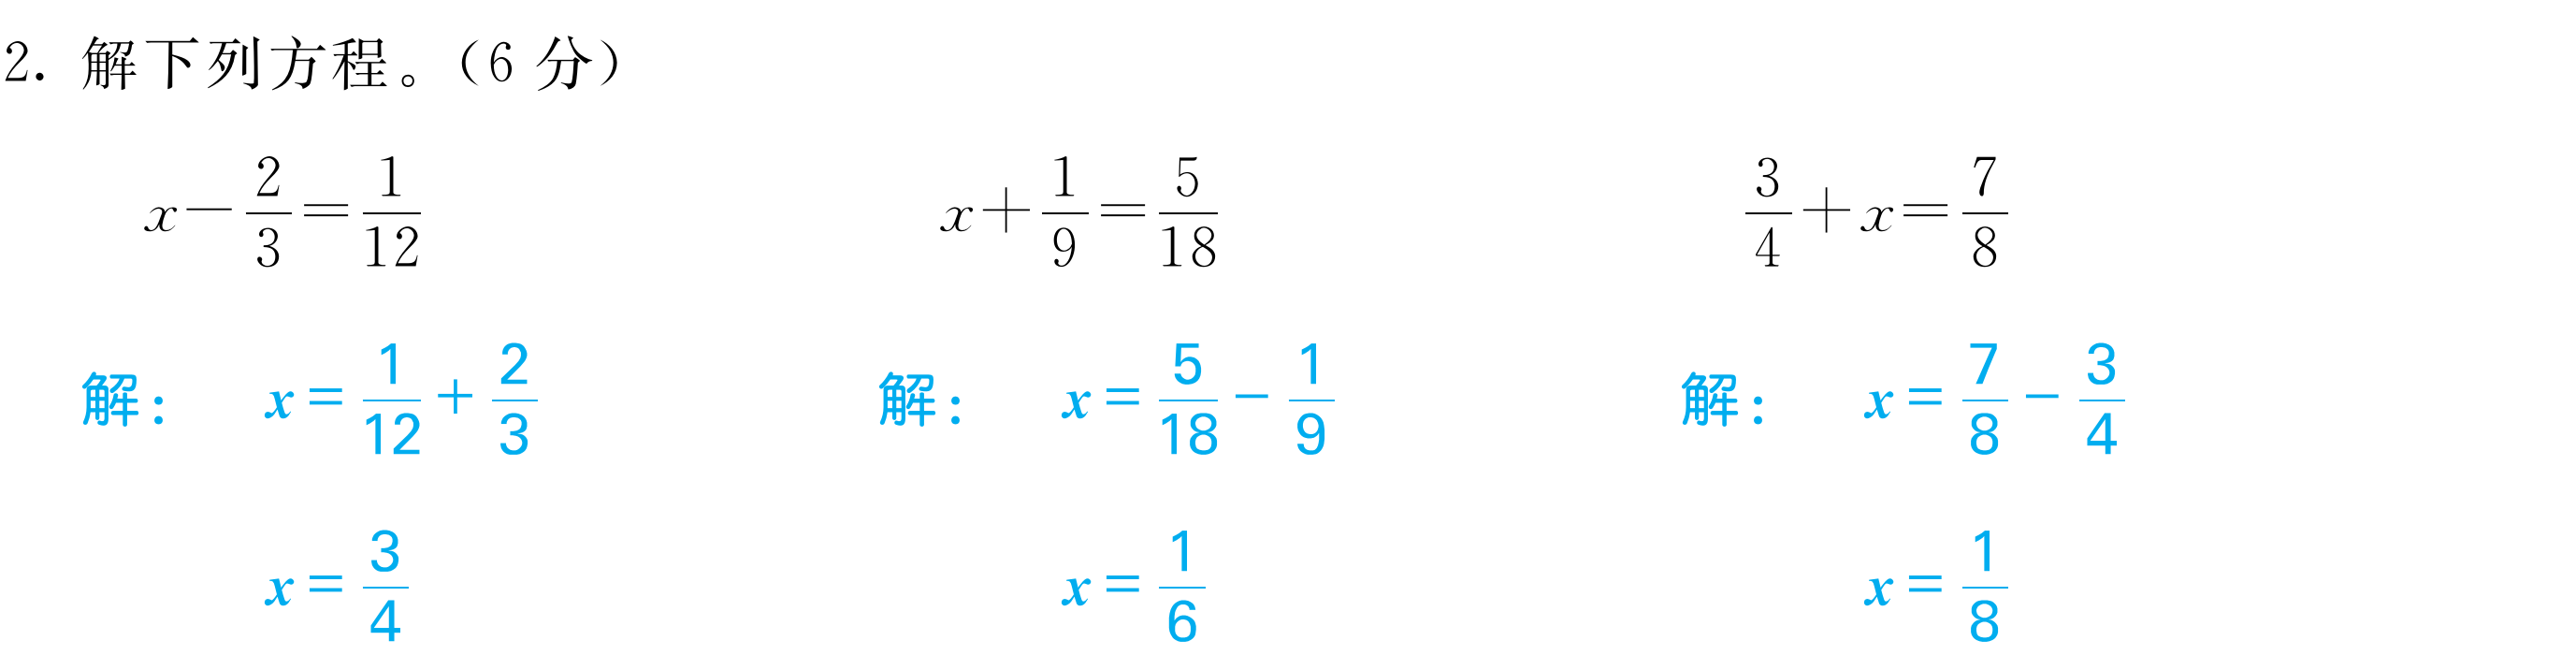 2. 解下列方程。（6 分）
x－2/3＝1/12 x＋1/9＝5/18 3/4＋x＝7/8
解： x＝1/12＋2/3 解： x＝5/18－1/9 解： x＝7/8－3/4
x＝3/4 x＝1/6 x＝1/8